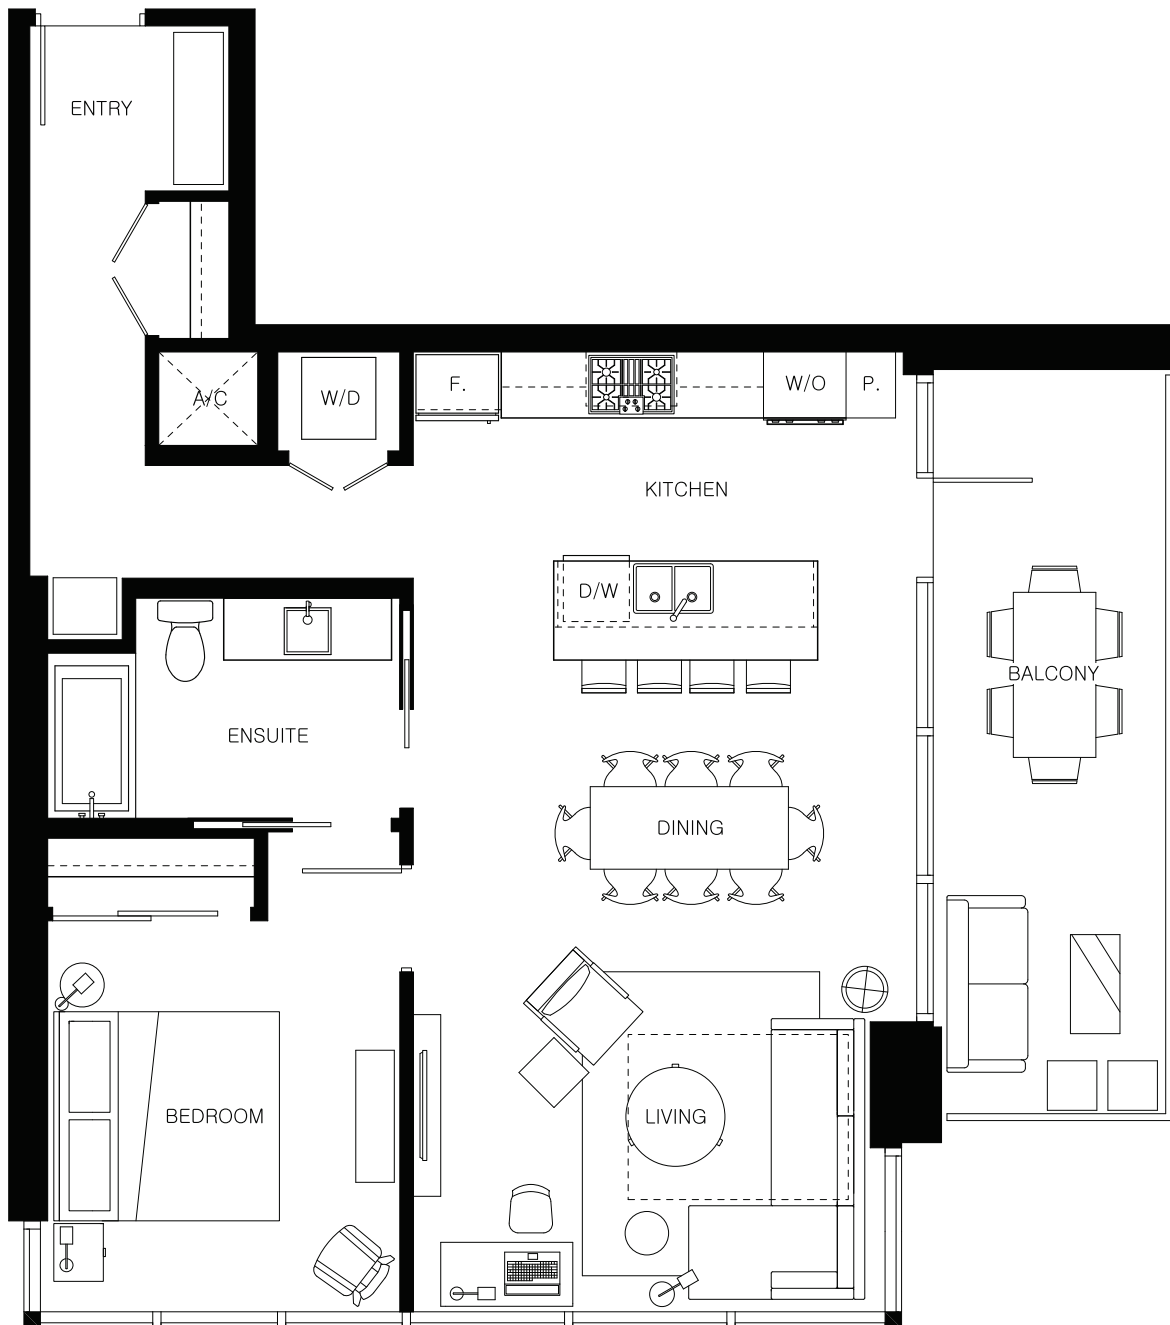 ENTRY
A/C
W/D
F.
W/O
P.
KITCHEN
D/W
BALCONY
ENSUITE
DINING
BEDROOM
LIVING